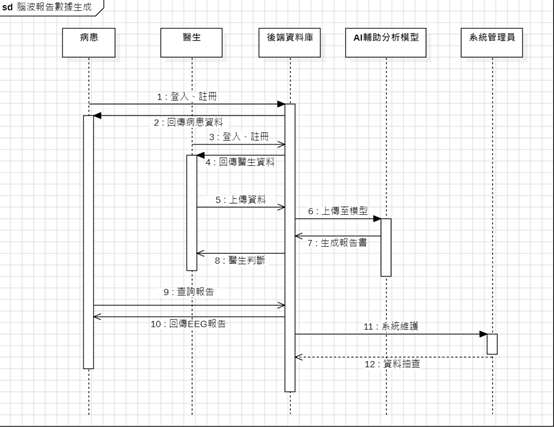 sd 腦波報告數據生成
病患
醫生
後端資料庫
AI輔助分析模型
系統管理員
1 : 登入、註冊
2 : 回傳病患資料
3 : 登入、註冊
4 : 回傳醫生資料
5 : 上傳資料
6 : 上傳至模型
7 : 生成報告書
8 : 醫生判斷
9 : 查詢報告
10 : 回傳EEG報告
11 : 系統維護
12 : 資料抽查